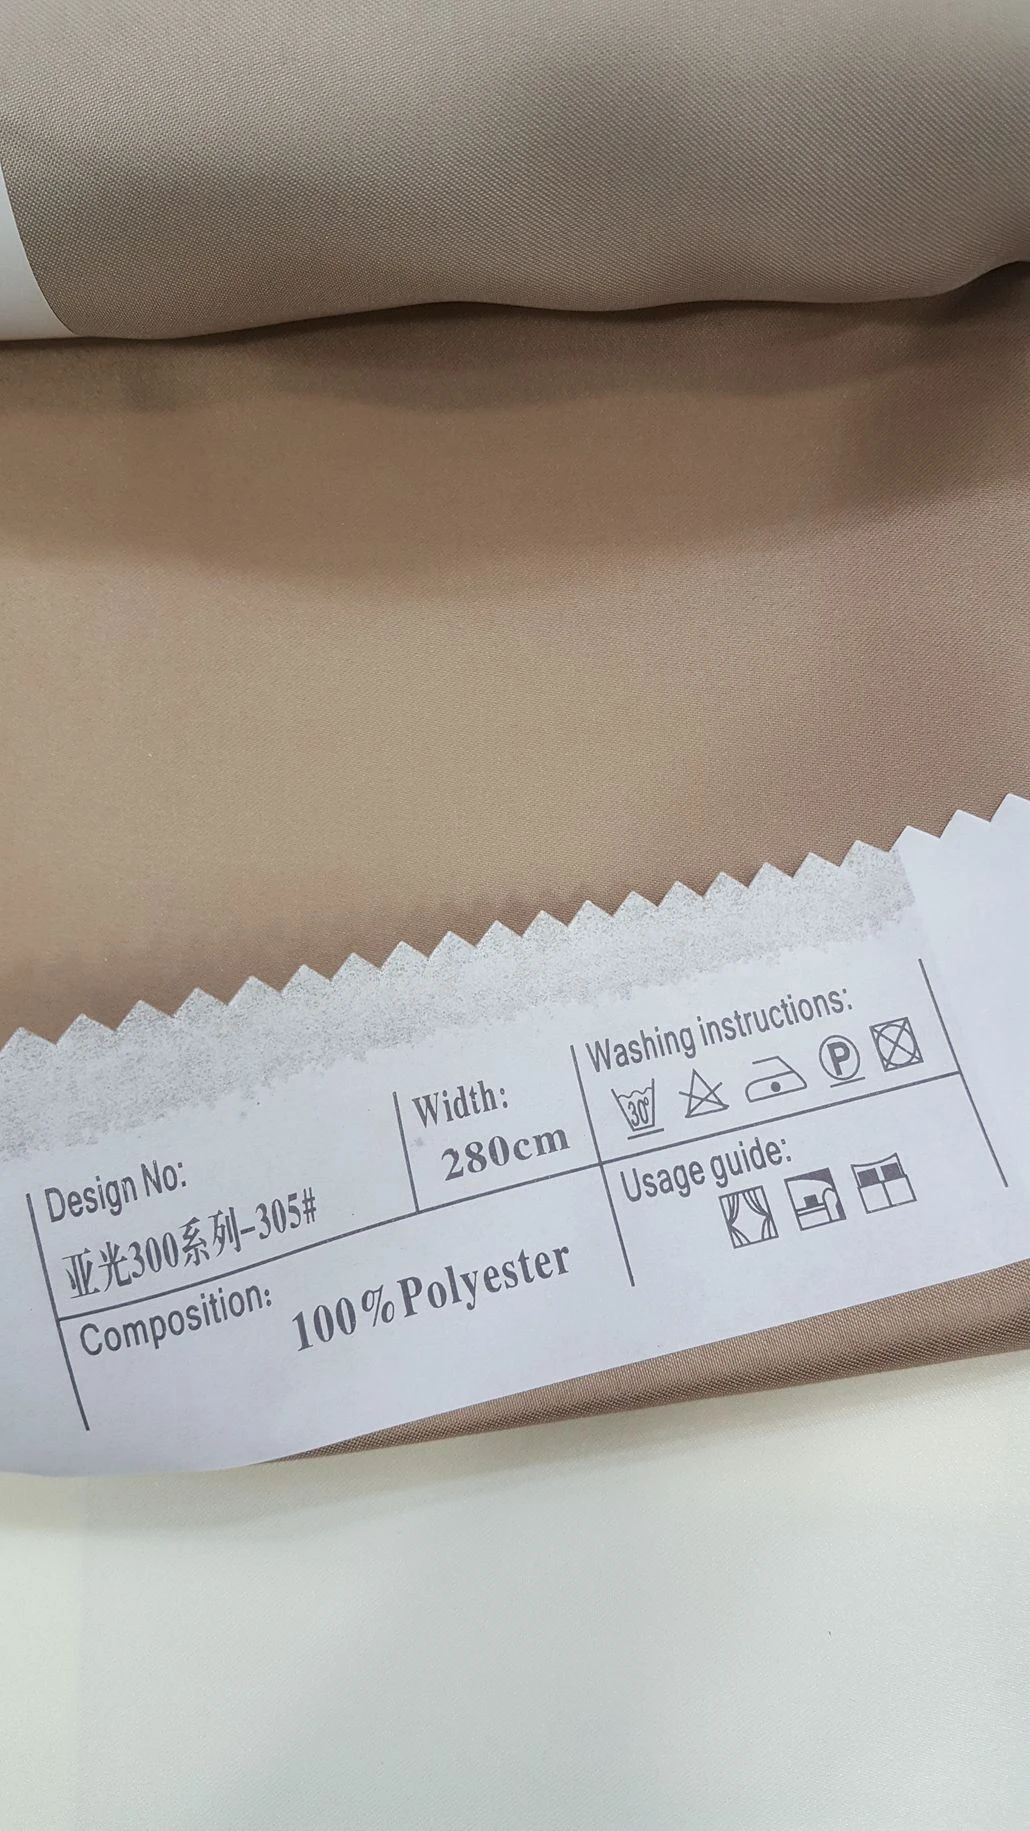 Design No:
亚光300系列-305#
Width:
280cm
Washing instructions:
30°
P
Composition: 100%Polyester
Usage guide: